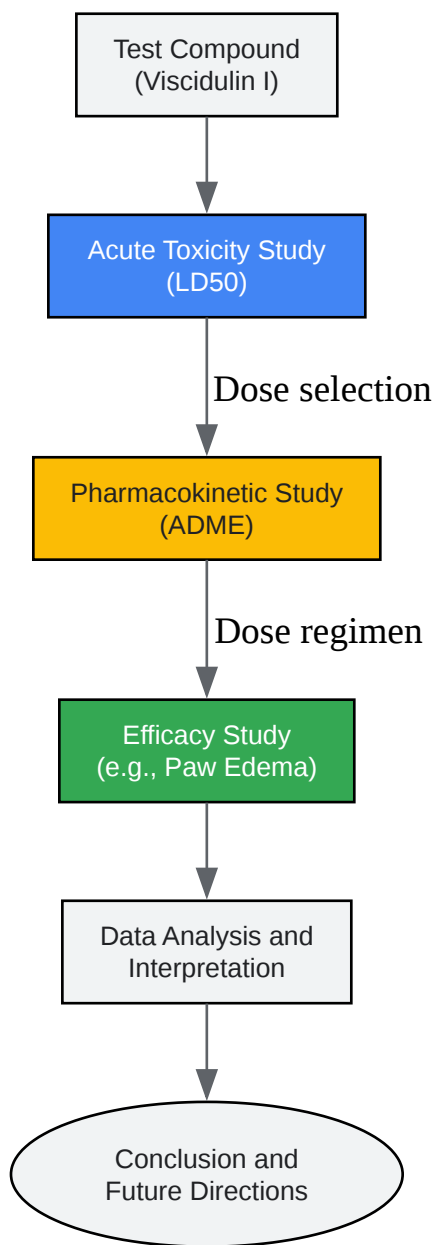 Test Compound
(Viscidulin I)
Acute Toxicity Study
(LD50)
Dose selection
Pharmacokinetic Study
(ADME)
Dose regimen
Efficacy Study
(e.g., Paw Edema)
Data Analysis and
Interpretation
Conclusion and
Future Directions